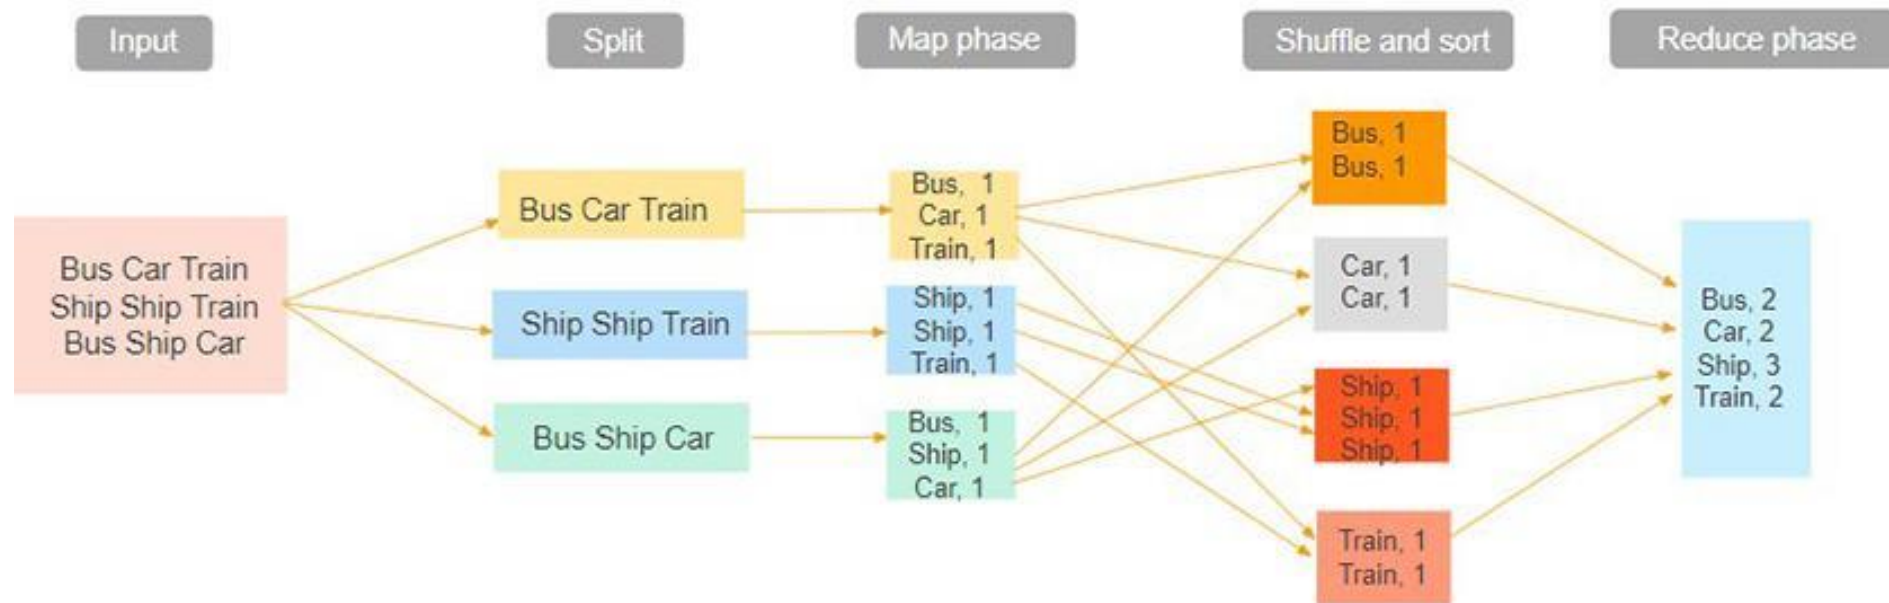 Input
Split
Map phase
Shuffle and sort
Reduce phase
Bus Car Train
Ship Ship Train
Bus Ship Car
Bus Car Train
Ship Ship Train
Bus Ship Car
Bus, 1
Car, 1
Train, 1
Ship, 1
Ship, 1
Train, 1
Bus, 1
Ship, 1
Car, 1
Bus, 1
Bus, 1
Car, 1
Car, 1
Ship, 1
Ship, 1
Ship, 1
Train, 1
Train, 1
Bus, 2
Car, 2
Ship, 3
Train, 2